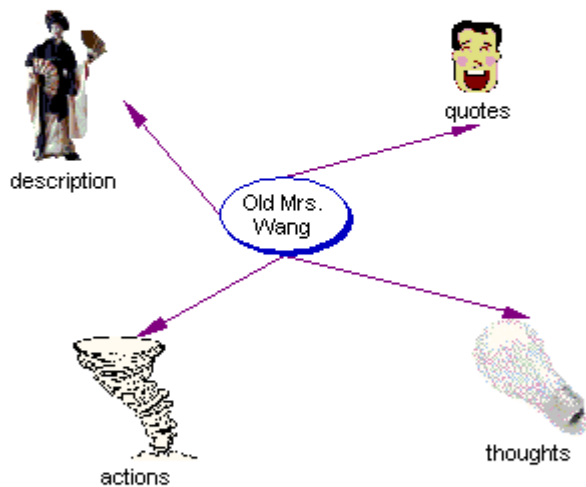 quotes
description
Old Mrs.
Wang
thoughts
actions